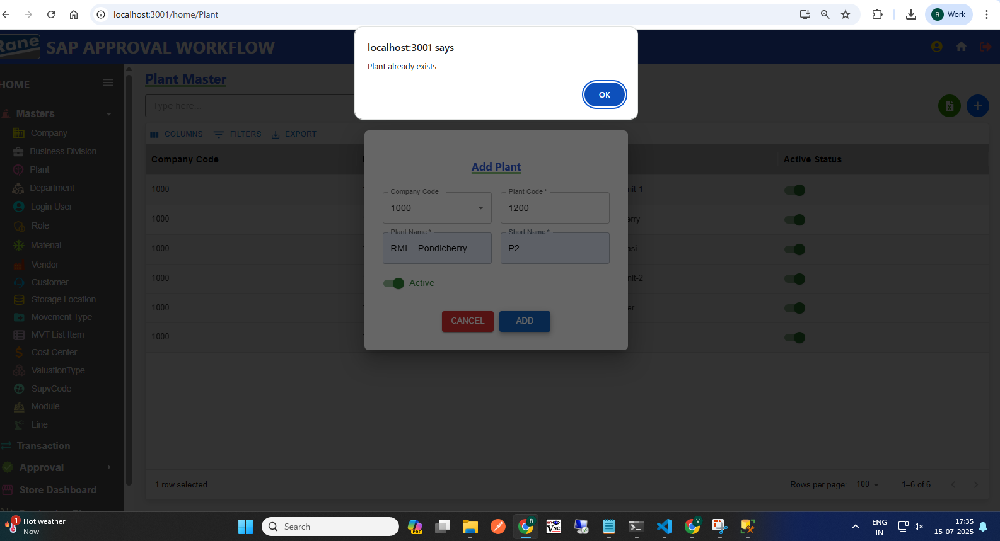 localhost:3001/home/Plant
R Work
Rane
SAP APPROVAL WORKFLOW
localhost:3001 says
Plant already exists
OK
HOME
Masters
Company
Business Division
Plant
Department
Login User
Role
Material
Vendor
Customer
Storage Location
Movement Type
MVT List Item
Cost Center
ValuationType
SupvCode
Module
Line
Transaction
Approval
Store Dashboard
Plant Master
Type here...
COLUMNS FILTERS EXPORT
Company Code Active Status
1000 nit-1
1000 erry
1000 asi
1000 nit-2
1000 er
1000
Add Plant
Company Code
1000
Plant Code *
1200
Plant Name *
RML - Pondicherry
Short Name *
P2
Active
CANCEL ADD
1 row selected
Rows per page: 100 1–6 of 6
1
Hot weather
Now
Search
PRE
R
VNC
V
ENG
IN
17:35
15-07-2025